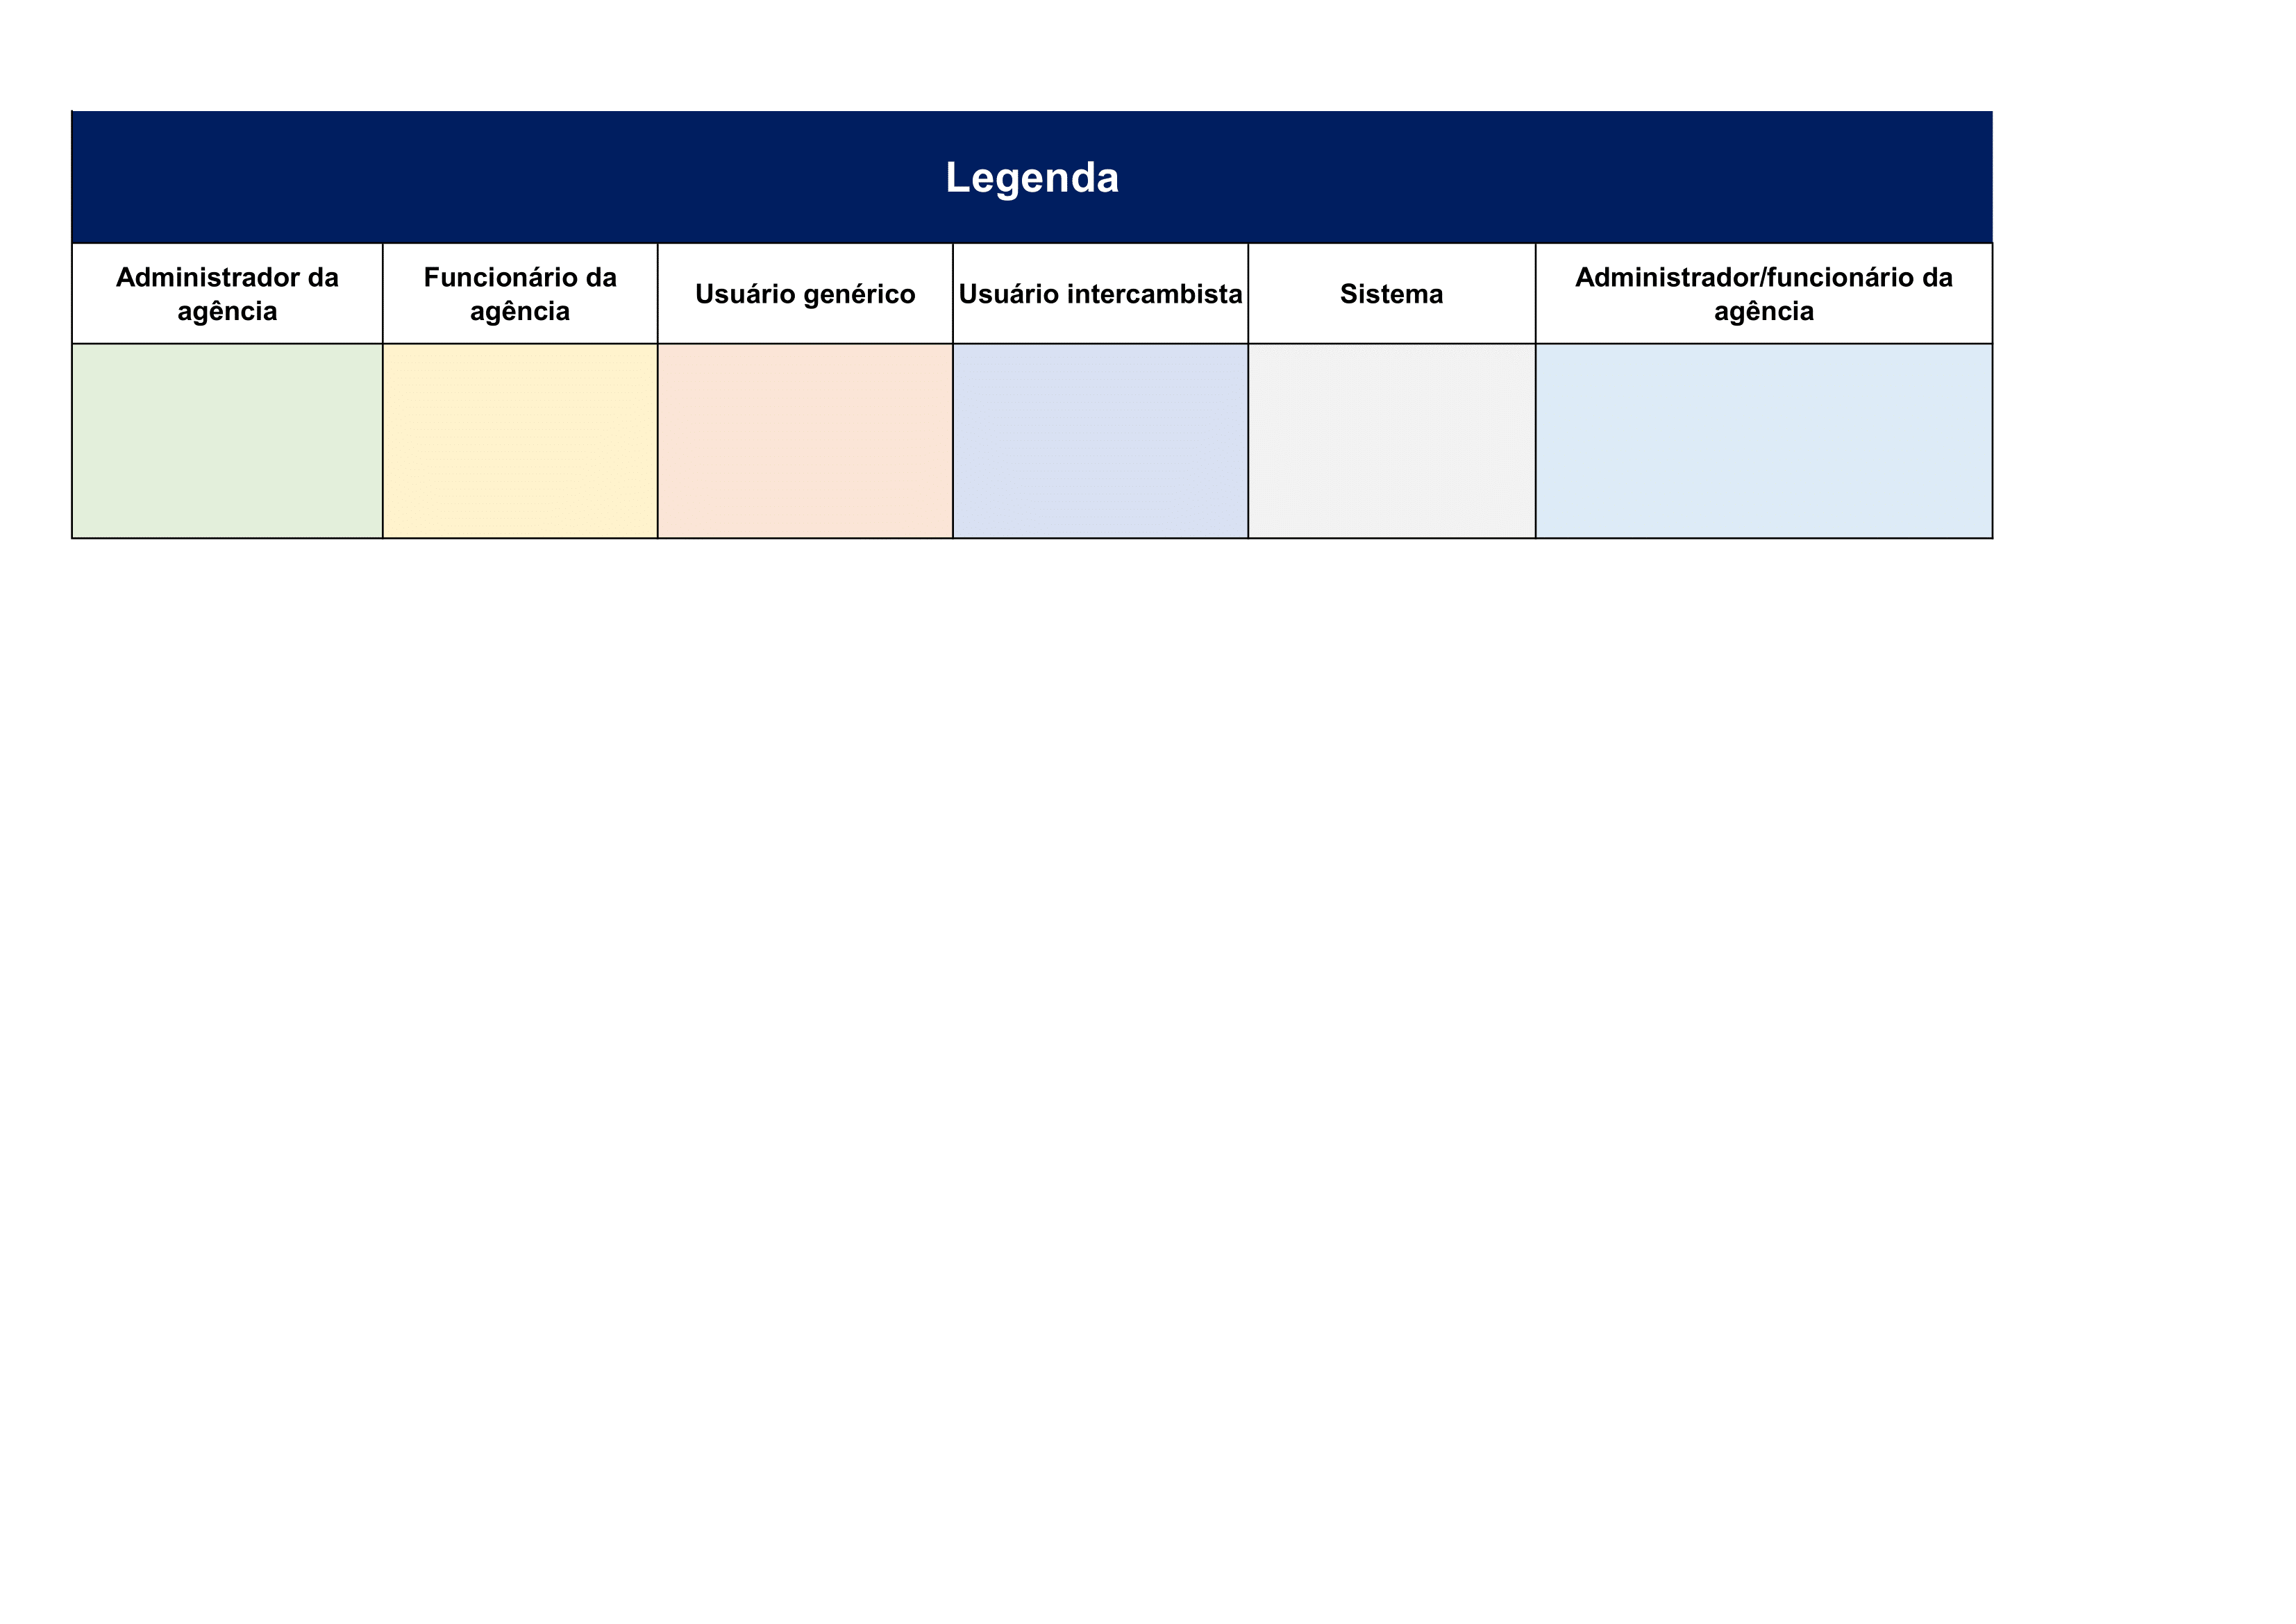 Legenda
Administrador da
agência
Funcionário da
agência
Usuário genérico
Usuário intercambista
Sistema
Administrador/funcionário da
agência